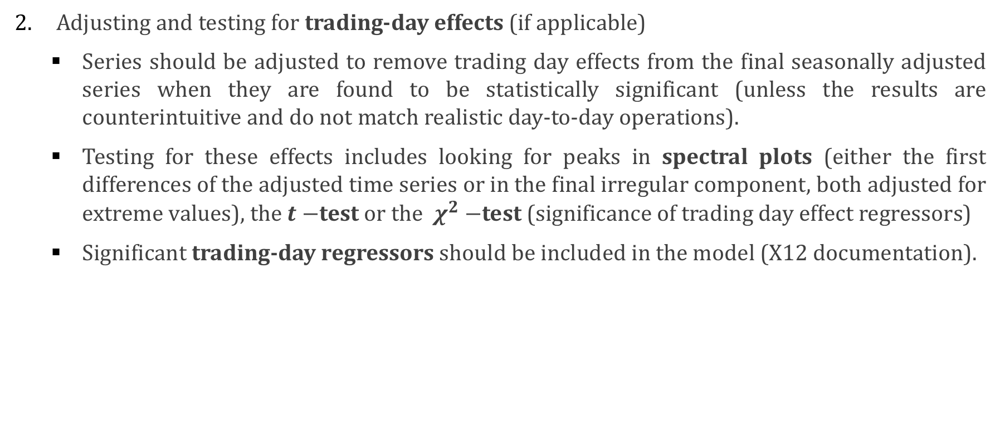 2. Adjusting and testing for trading-day effects (if applicable)
▪ Series should be adjusted to remove trading day effects from the final seasonally adjusted
series when they are found to be statistically significant (unless the results are
counterintuitive and do not match realistic day-to-day operations).
▪ Testing for these effects includes looking for peaks in spectral plots (either the first
differences of the adjusted time series or in the final irregular component, both adjusted for
extreme values), the t −test or the χ² −test (significance of trading day effect regressors)
▪ Significant trading-day regressors should be included in the model (X12 documentation).